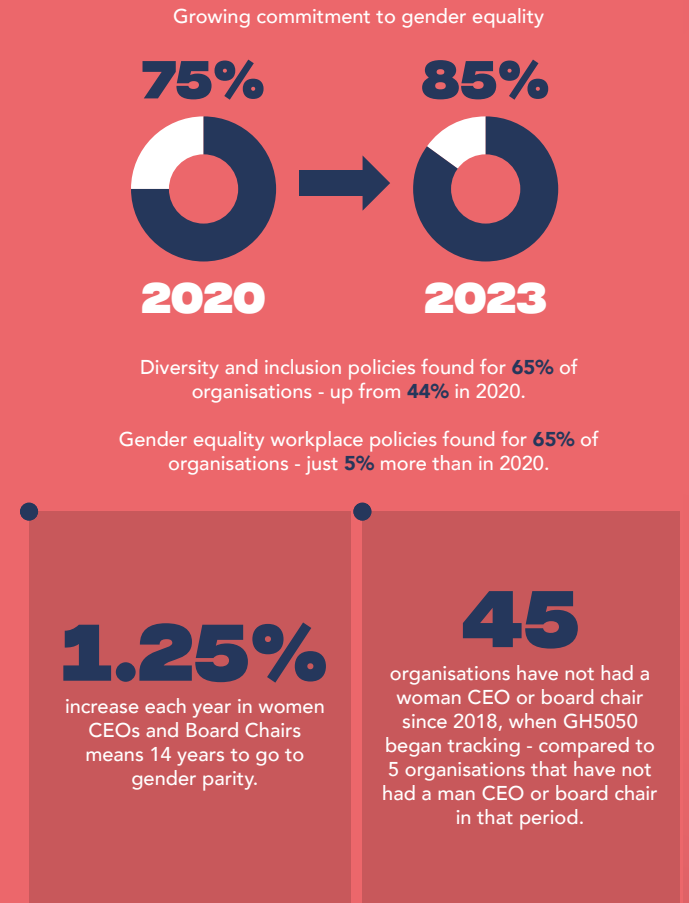 Growing commitment to gender equality
75%
85%
2020
2023
Diversity and inclusion policies found for 65% of
organisations - up from 44% in 2020.
Gender equality workplace policies found for 65% of
organisations - just 5% more than in 2020.
1.25%
increase each year in women
CEOs and Board Chairs
means 14 years to go to
gender parity.
45
organisations have not had a
woman CEO or board chair
since 2018, when GH5050
began tracking - compared to
5 organisations that have not
had a man CEO or board chair
in that period.